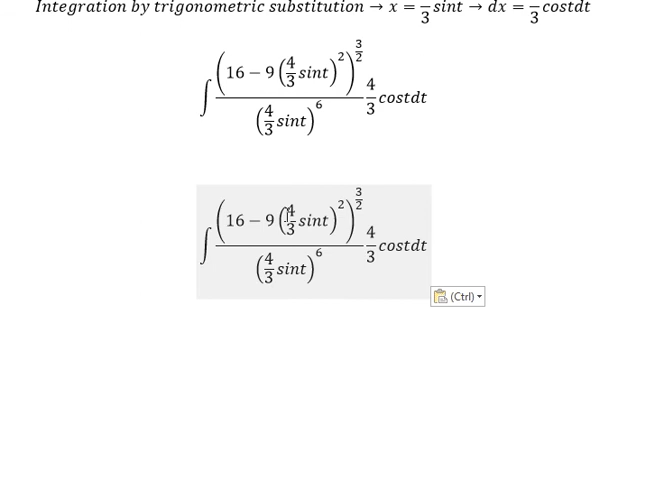 Integration by trigonometric substitution → x = 4/3 sint → dx = 4/3 costdt
∫ (16 − 9 (4/3 sint)^2)^(3/2) / (4/3 sint)^6 4/3 costdt
∫ (16 − 9 (4/3 sint)^2)^(3/2) / (4/3 sint)^6 4/3 costdt
(Ctrl)